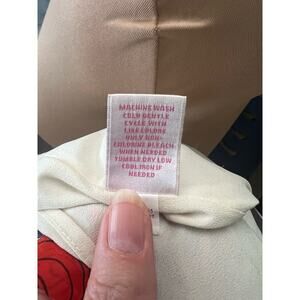 MACHINE WASH
COLD GENTLE
CYCLE WITH
LIKE COLORS
ONLY NON-
CHLORINE BLEACH
WHEN NEEDED
TUMBLE DRY LOW
COOL IRON IF
NEEDED